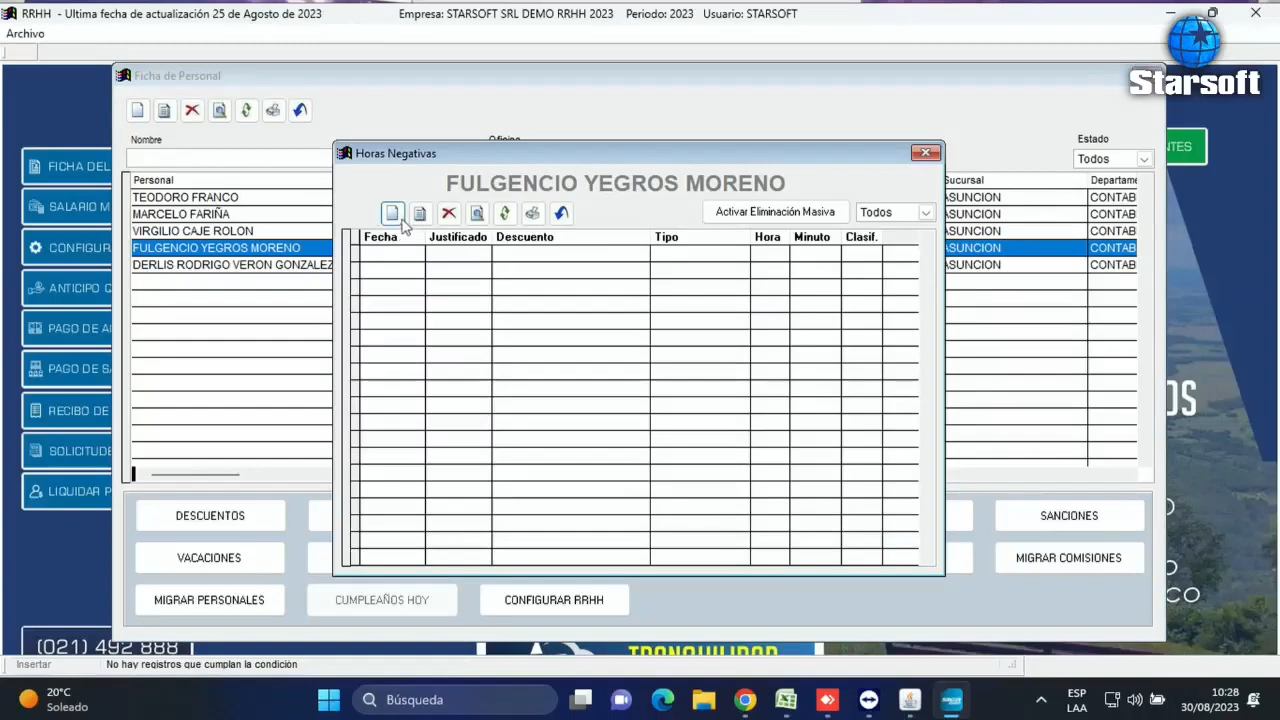 RRHH - Ultima fecha de actualización 25 de Agosto de 2023 Empresa: STARSOFT SRL DEMO RRHH 2023 Periodo: 2023 Usuario: STARSOFT
Archivo
Starsoft
Ficha de Personal
Nombre
Oficina
Estado
Todos
NTES
Personal
Sucursal
Departame
TEODORO FRANCO
ASUNCION
CONTAB
MARCELO FARIÑA
ASUNCION
CONTAB
VIRGILIO CAJE ROLON
ASUNCION
CONTAB
FULGENCIO YEGROS MORENO
ASUNCION
CONTAB
DERLIS RODRIGO VERON GONZALEZ
ASUNCION
CONTAB
Horas Negativas
FULGENCIO YEGROS MORENO
Activar Eliminación Masiva
Todos
Fecha Justificado Descuento Tipo Hora Minuto Clasif.
FICHA DEL
SALARIO M
CONFIGUR
ANTICIPO Q
PAGO DE A
PAGO DE S
RECIBO DE
SOLICITUDE
LIQUIDAR P
OS
CO
DESCUENTOS
SANCIONES
VACACIONES
MIGRAR COMISIONES
MIGRAR PERSONALES
CUMPLEAÑOS HOY
CONFIGURAR RRHH
(021) 492 888
TRANQUILIDAD
Insertar
No hay registros que cumplan la condición
20°C
Soleado
Búsqueda
ESP
LAA
10:28
30/08/2023